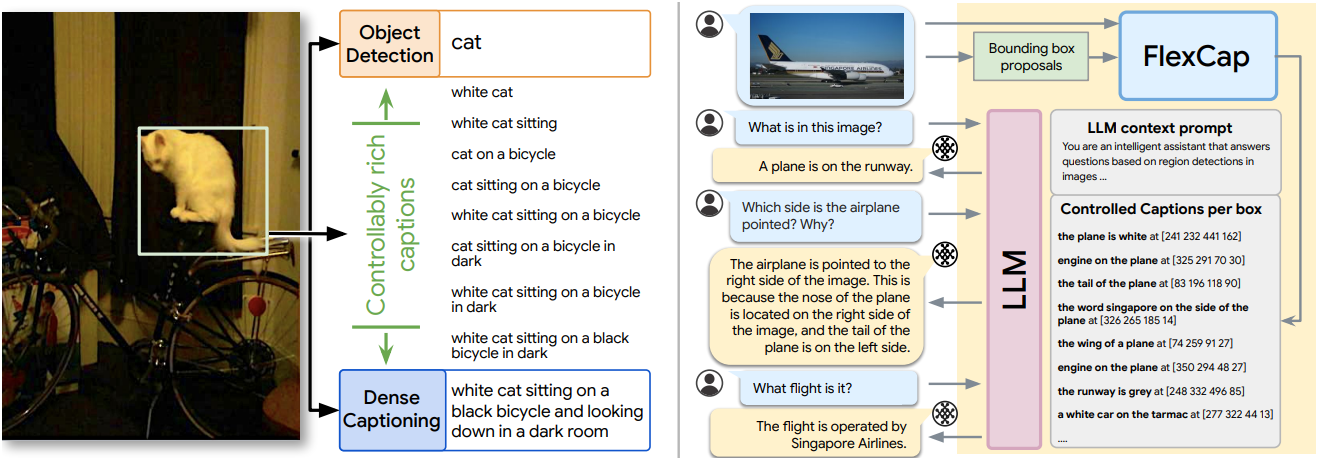 Object
Detection
cat
white cat
white cat sitting
cat on a bicycle
cat sitting on a bicycle
white cat sitting on a bicycle
cat sitting on a bicycle in
dark
white cat sitting on a bicycle
in dark
white cat sitting on a black
bicycle in dark
Controllably rich
captions
Dense
Captioning
white cat sitting on a
black bicycle and looking
down in a dark room
SINGAPORE AIRLINES
Bounding box
proposals
FlexCap
What is in this image?
A plane is on the runway.
Which side is the airplane
pointed? Why?
The airplane is pointed to the
right side of the image. This is
because the nose of the plane
is located on the right side of
the image, and the tail of the
plane is on the left side.
What flight is it?
The flight is operated by
Singapore Airlines.
LLM
LLM context prompt
You are an intelligent assistant that answers
questions based on region detections in
images ...
Controlled Captions per box
the plane is white at [241 232 441 162]
engine on the plane at [325 291 70 30]
the tail of the plane at [83 196 118 90]
the word singapore on the side of the
plane at [326 265 185 14]
the wing of a plane at [74 259 91 27]
engine on the plane at [350 294 48 27]
the runway is grey at [248 332 496 85]
a white car on the tarmac at [277 322 44 13]
....